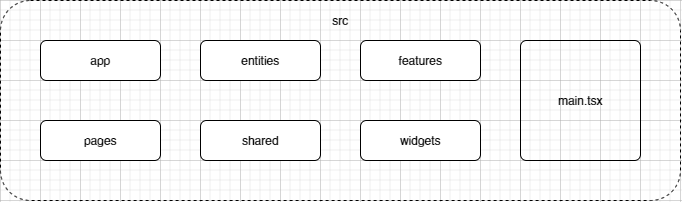 src
app
entities
features
main.tsx
pages
shared
widgets